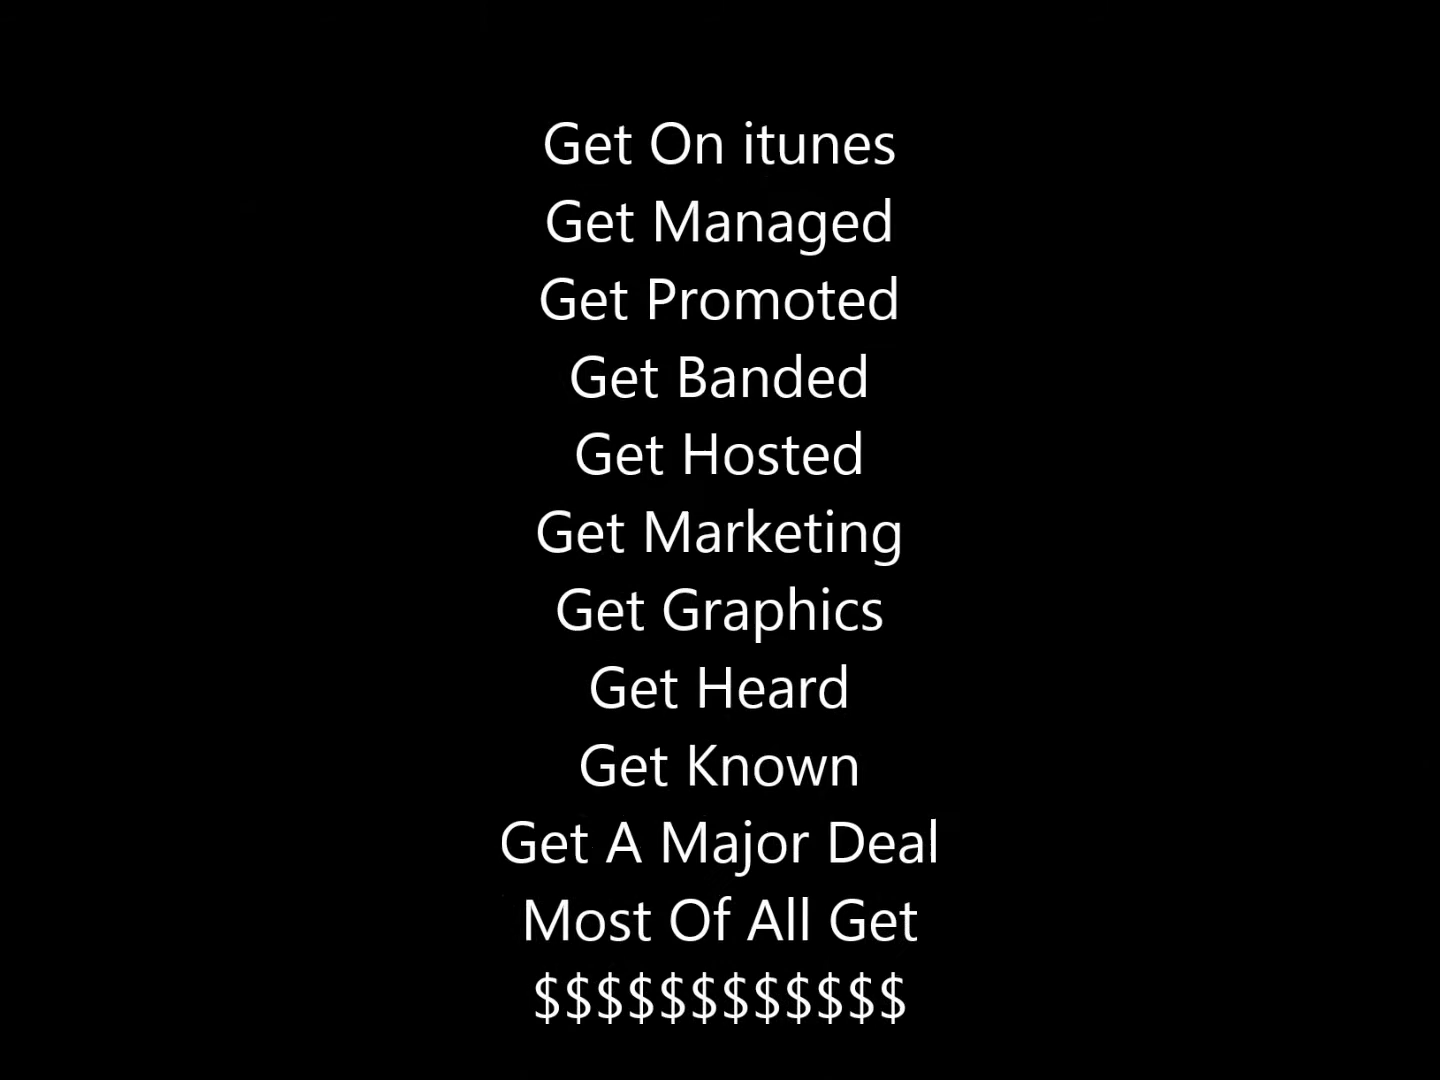 Get On itunes
Get Managed
Get Promoted
Get Banded
Get Hosted
Get Marketing
Get Graphics
Get Heard
Get Known
Get A Major Deal
Most Of All Get
$$$$$$$$$$$$